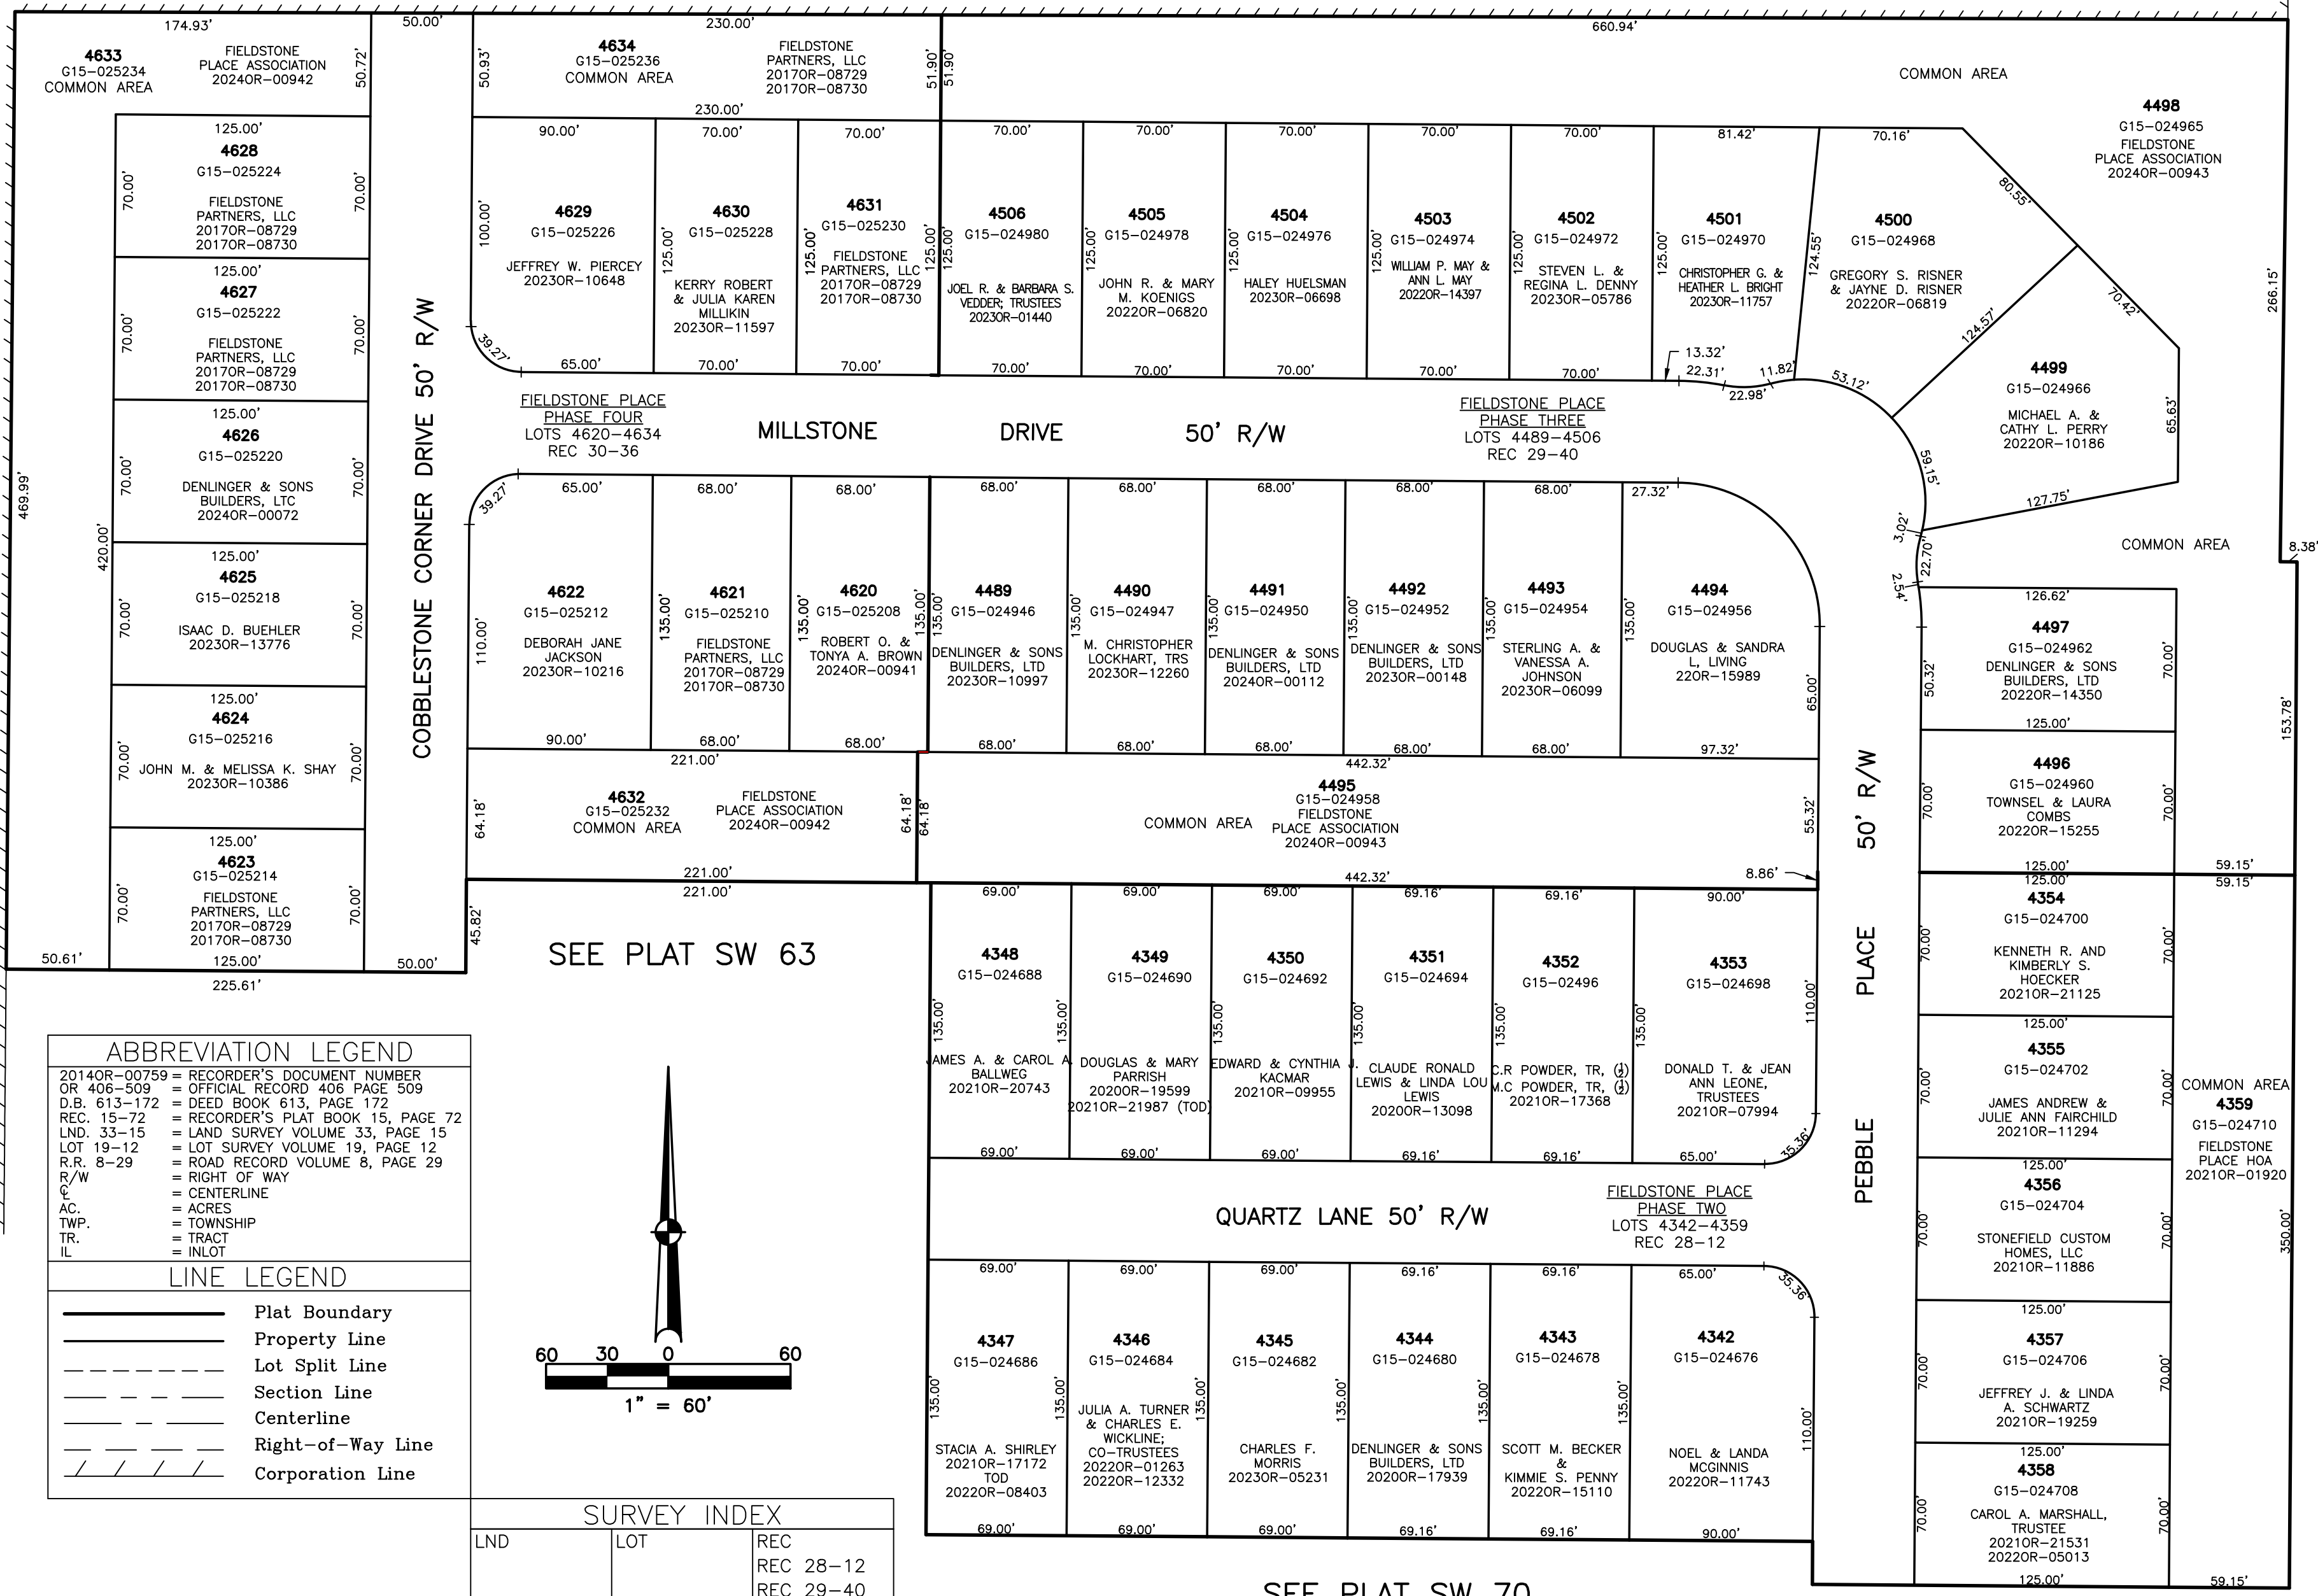 174.93'
50.00'
230.00'
660.94'
4633
G15-025234
COMMON AREA
FIELDSTONE
PLACE ASSOCIATION
2024OR-00942
50.72'
50.93'
4634
G15-025236
COMMON AREA
FIELDSTONE
PARTNERS, LLC
2017OR-08729
2017OR-08730
51.90'
51.90'
230.00'
COMMON AREA
4498
G15-024965
FIELDSTONE
PLACE ASSOCIATION
2024OR-00943
266.15'
8.38'
COMMON AREA
469.99'
420.00'
125.00'
4628
G15-025224
FIELDSTONE
PARTNERS, LLC
2017OR-08729
2017OR-08730
70.00'
70.00'
125.00'
4627
G15-025222
FIELDSTONE
PARTNERS, LLC
2017OR-08729
2017OR-08730
70.00'
70.00'
125.00'
4626
G15-025220
DENLINGER & SONS
BUILDERS, LTC
2024OR-00072
70.00'
70.00'
125.00'
4625
G15-025218
ISAAC D. BUEHLER
2023OR-13776
70.00'
70.00'
125.00'
4624
G15-025216
JOHN M. & MELISSA K. SHAY
2023OR-10386
70.00'
70.00'
125.00'
4623
G15-025214
FIELDSTONE
PARTNERS, LLC
2017OR-08729
2017OR-08730
70.00'
70.00'
50.61'
125.00'
50.00'
225.61'
COBBLESTONE CORNER DRIVE 50' R/W
90.00'
100.00'
4629
G15-025226
JEFFREY W. PIERCEY
2023OR-10648
39.27'
65.00'
70.00'
125.00'
4630
G15-025228
KERRY ROBERT
& JULIA KAREN
MILLIKIN
2023OR-11597
70.00'
70.00'
125.00'
4631
G15-025230
FIELDSTONE
PARTNERS, LLC
2017OR-08729
2017OR-08730
125.00'
70.00'
70.00'
4506
G15-024980
JOEL R. & BARBARA S.
VEDDER; TRUSTEES
2023OR-01440
70.00'
70.00'
125.00'
4505
G15-024978
JOHN R. & MARY
M. KOENIGS
2022OR-06820
70.00'
70.00'
125.00'
4504
G15-024976
HALEY HUELSMAN
2023OR-06698
70.00'
70.00'
125.00'
4503
G15-024974
WILLIAM P. MAY &
ANN L. MAY
2022OR-14397
70.00'
70.00'
125.00'
4502
G15-024972
STEVEN L. &
REGINA L. DENNY
2023OR-05786
70.00'
81.42'
125.00'
4501
G15-024970
CHRISTOPHER G. &
HEATHER L. BRIGHT
2023OR-11757
13.32'
22.31'
22.98'
11.82'
124.55'
70.16'
4500
G15-024968
GREGORY S. RISNER
& JAYNE D. RISNER
2022OR-06819
80.55'
53.12'
124.57'
70.42'
4499
G15-024966
MICHAEL A. &
CATHY L. PERRY
2022OR-10186
65.63'
59.15'
127.75'
3.02'
22.70'
2.54'
FIELDSTONE PLACE
PHASE FOUR
LOTS 4620-4634
REC 30-36
MILLSTONE DRIVE 50' R/W
FIELDSTONE PLACE
PHASE THREE
LOTS 4489-4506
REC 29-40
39.27'
65.00'
110.00'
4622
G15-025212
DEBORAH JANE
JACKSON
2023OR-10216
90.00'
68.00'
135.00'
4621
G15-025210
FIELDSTONE
PARTNERS, LLC
2017OR-08729
2017OR-08730
68.00'
68.00'
135.00'
4620
G15-025208
ROBERT O. &
TONYA A. BROWN
2024OR-00941
135.00'
68.00'
68.00'
135.00'
4489
G15-024946
DENLINGER & SONS
BUILDERS, LTD
2023OR-10997
68.00'
68.00'
135.00'
4490
G15-024947
M. CHRISTOPHER
LOCKHART, TRS
2023OR-12260
68.00'
68.00'
135.00'
4491
G15-024950
DENLINGER & SONS
BUILDERS, LTD
2024OR-00112
68.00'
68.00'
135.00'
4492
G15-024952
DENLINGER & SONS
BUILDERS, LTD
2023OR-00148
68.00'
68.00'
135.00'
4493
G15-024954
STERLING A. &
VANESSA A.
JOHNSON
2023OR-06099
68.00'
27.32'
135.00'
4494
G15-024956
DOUGLAS & SANDRA
L, LIVING
22OR-15989
65.00'
97.32'
126.62'
4497
G15-024962
DENLINGER & SONS
BUILDERS, LTD
2022OR-14350
50.32'
70.00'
153.78'
125.00'
4496
G15-024960
TOWNSEL & LAURA
COMBS
2022OR-15255
70.00'
70.00'
125.00'
59.15'
221.00'
4632
G15-025232
COMMON AREA
FIELDSTONE
PLACE ASSOCIATION
2024OR-00942
64.18'
64.18'
64.18'
221.00'
221.00'
45.82'
442.32'
4495
G15-024958
FIELDSTONE
PLACE ASSOCIATION
2024OR-00943
COMMON AREA
55.32'
8.86'
442.32'
SEE PLAT SW 63
PEBBLE PLACE 50' R/W
69.00'
4348
G15-024688
JAMES A. & CAROL A.
BALLWEG
2021OR-20743
135.00'
135.00'
69.00'
69.00'
4349
G15-024690
DOUGLAS & MARY
PARRISH
2020OR-19599
2021OR-21987 (TOD)
69.00'
69.00'
135.00'
4350
G15-024692
EDWARD & CYNTHIA J.
KACMAR
2021OR-09955
69.00'
69.16'
135.00'
4351
G15-024694
CLAUDE RONALD
LEWIS & LINDA LOU
LEWIS
2020OR-13098
69.16'
69.16'
135.00'
4352
G15-02496
C.R POWDER, TR, (½)
M.C POWDER, TR, (½)
2021OR-17368
69.16'
90.00'
135.00'
4353
G15-024698
DONALD T. & JEAN
ANN LEONE,
TRUSTEES
2021OR-07994
110.00'
65.00'
35.36'
125.00'
59.15'
4354
G15-024700
KENNETH R. AND
KIMBERLY S.
HOECKER
2021OR-21125
70.00'
70.00'
125.00'
4355
G15-024702
JAMES ANDREW &
JULIE ANN FAIRCHILD
2021OR-11294
70.00'
70.00'
COMMON AREA
4359
G15-024710
FIELDSTONE
PLACE HOA
2021OR-01920
350.00'
125.00'
4356
G15-024704
STONEFIELD CUSTOM
HOMES, LLC
2021OR-11886
70.00'
70.00'
125.00'
4357
G15-024706
JEFFREY J. & LINDA
A. SCHWARTZ
2021OR-19259
70.00'
70.00'
125.00'
4358
G15-024708
CAROL A. MARSHALL,
TRUSTEE
2021OR-21531
2022OR-05013
70.00'
70.00'
125.00'
59.15'
QUARTZ LANE 50' R/W
FIELDSTONE PLACE
PHASE TWO
LOTS 4342-4359
REC 28-12
69.00'
4347
G15-024686
STACIA A. SHIRLEY
2021OR-17172
TOD
2022OR-08403
135.00'
135.00'
69.00'
69.00'
4346
G15-024684
JULIA A. TURNER
& CHARLES E.
WICKLINE;
CO-TRUSTEES
2022OR-01263
2022OR-12332
135.00'
69.00'
69.00'
4345
G15-024682
CHARLES F.
MORRIS
2023OR-05231
135.00'
69.00'
69.16'
4344
G15-024680
DENLINGER & SONS
BUILDERS, LTD
2020OR-17939
135.00'
69.16'
69.16'
4343
G15-024678
SCOTT M. BECKER
&
KIMMIE S. PENNY
2022OR-15110
135.00'
69.16'
65.00'
35.36'
4342
G15-024676
NOEL & LANDA
MCGINNIS
2022OR-11743
110.00'
90.00'
ABBREVIATION LEGEND
2014OR-00759 = RECORDER'S DOCUMENT NUMBER
OR 406-509 = OFFICIAL RECORD 406 PAGE 509
D.B. 613-172 = DEED BOOK 613, PAGE 172
REC. 15-72 = RECORDER'S PLAT BOOK 15, PAGE 72
LND. 33-15 = LAND SURVEY VOLUME 33, PAGE 15
LOT 19-12 = LOT SURVEY VOLUME 19, PAGE 12
R.R. 8-29 = ROAD RECORD VOLUME 8, PAGE 29
R/W = RIGHT OF WAY
℄ = CENTERLINE
AC. = ACRES
TWP. = TOWNSHIP
TR. = TRACT
IL = INLOT
LINE LEGEND
Plat Boundary
Property Line
Lot Split Line
Section Line
Centerline
Right-of-Way Line
Corporation Line
60 30 0 60
1" = 60'
SURVEY INDEX
LND LOT REC
REC 28-12
REC 29-40
SEE PLAT SW 70